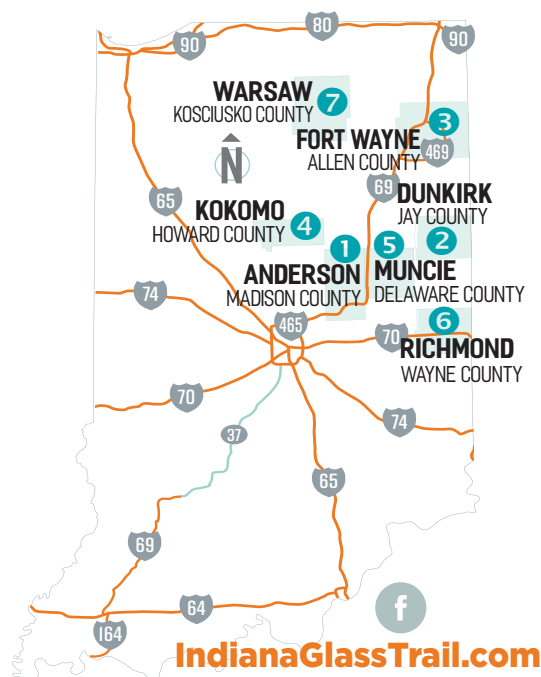 80
90
90
WARSAW
KOSCIUSKO COUNTY
7
3
FORT WAYNE
ALLEN COUNTY
469
N
69
DUNKIRK
JAY COUNTY
65
KOKOMO
HOWARD COUNTY
4
2
1
5
ANDERSON
MADISON COUNTY
MUNCIE
DELAWARE COUNTY
74
465
6
70
RICHMOND
WAYNE COUNTY
70
74
37
65
69
64
164
f
IndianaGlassTrail.com